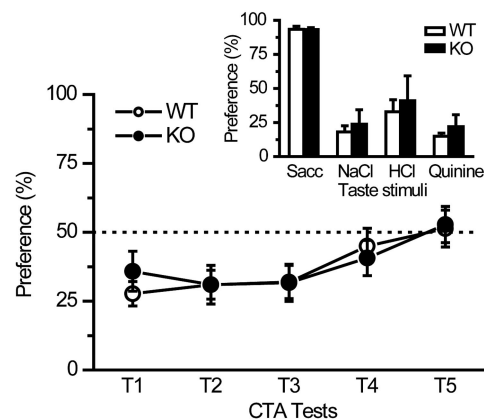 100
75
50
25
0
Preference (%)
WT
KO
T1 T2 T3 T4 T5
CTA Tests
100
75
50
25
0
Preference (%)
WT
KO
Sacc NaCl HCl Quinine
Taste stimuli